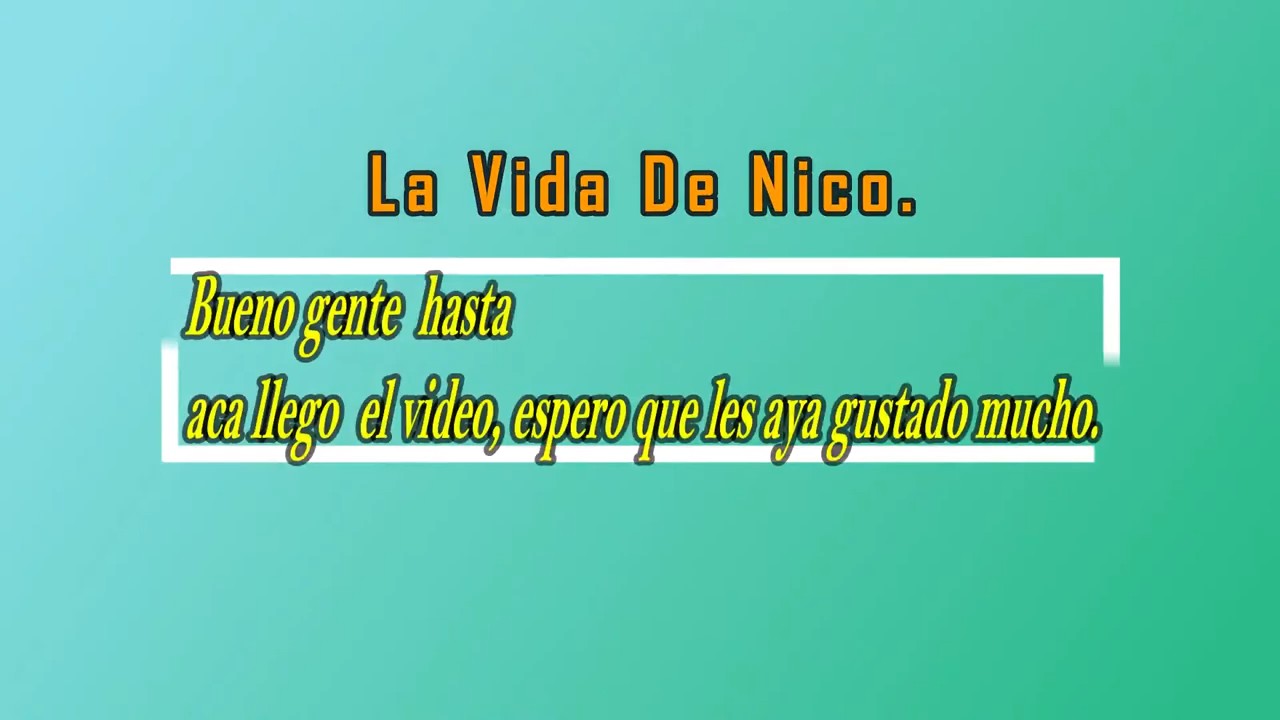 La Vida De Nico.
Bueno gente hasta
aca llego el video, espero que les aya gustado mucho.